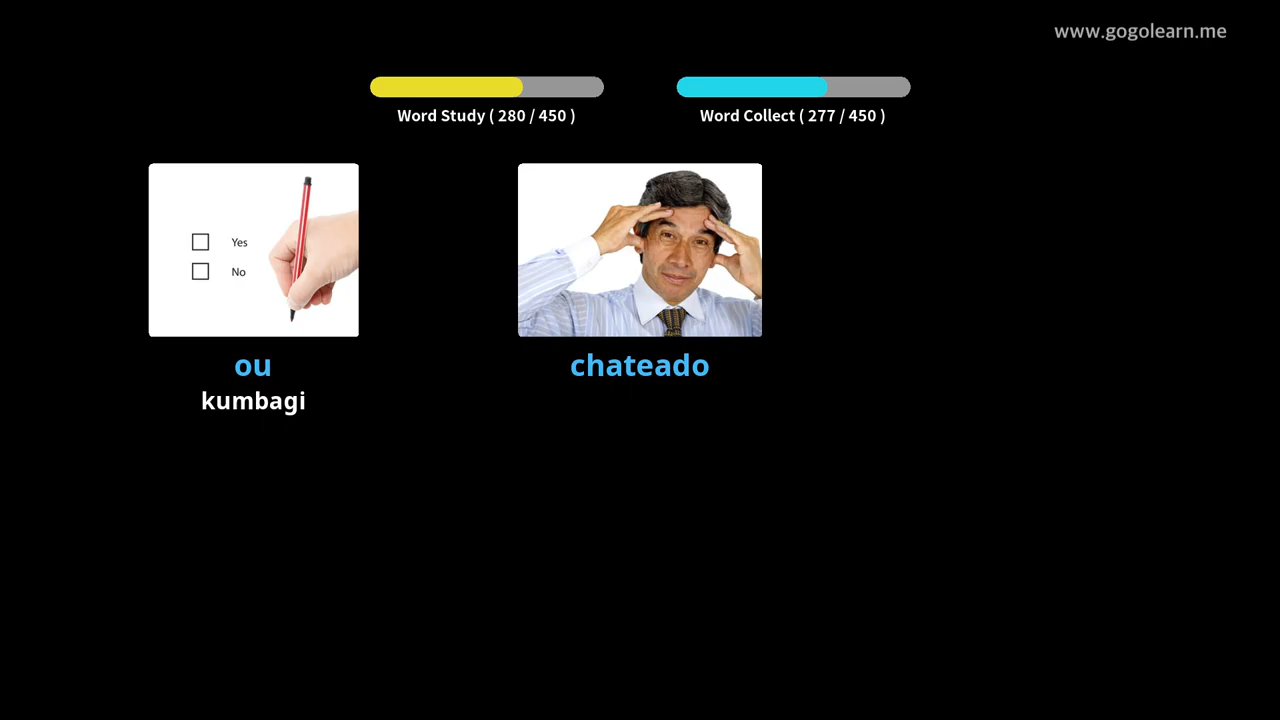 www.gogolearn.me
Word Study ( 280 / 450 )
Word Collect ( 277 / 450 )
Yes
No
ou
kumbagi
chateado